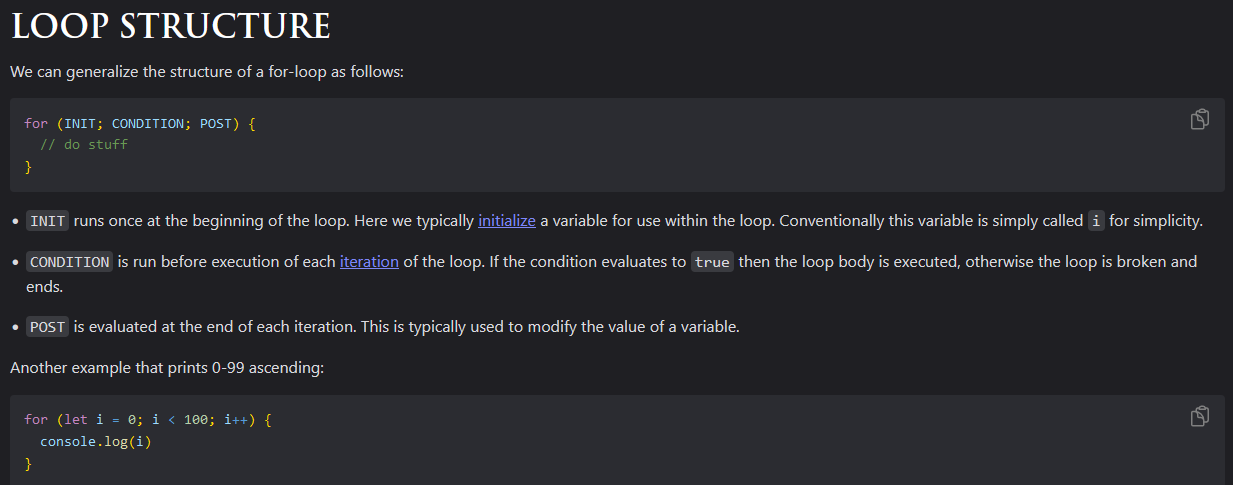 LOOP STRUCTURE
We can generalize the structure of a for-loop as follows:
for (INIT; CONDITION; POST) {
  // do stuff
}
• INIT runs once at the beginning of the loop. Here we typically initialize a variable for use within the loop. Conventionally this variable is simply called i for simplicity.
• CONDITION is run before execution of each iteration of the loop. If the condition evaluates to true then the loop body is executed, otherwise the loop is broken and
ends.
• POST is evaluated at the end of each iteration. This is typically used to modify the value of a variable.
Another example that prints 0-99 ascending:
for (let i = 0; i < 100; i++) {
  console.log(i)
}